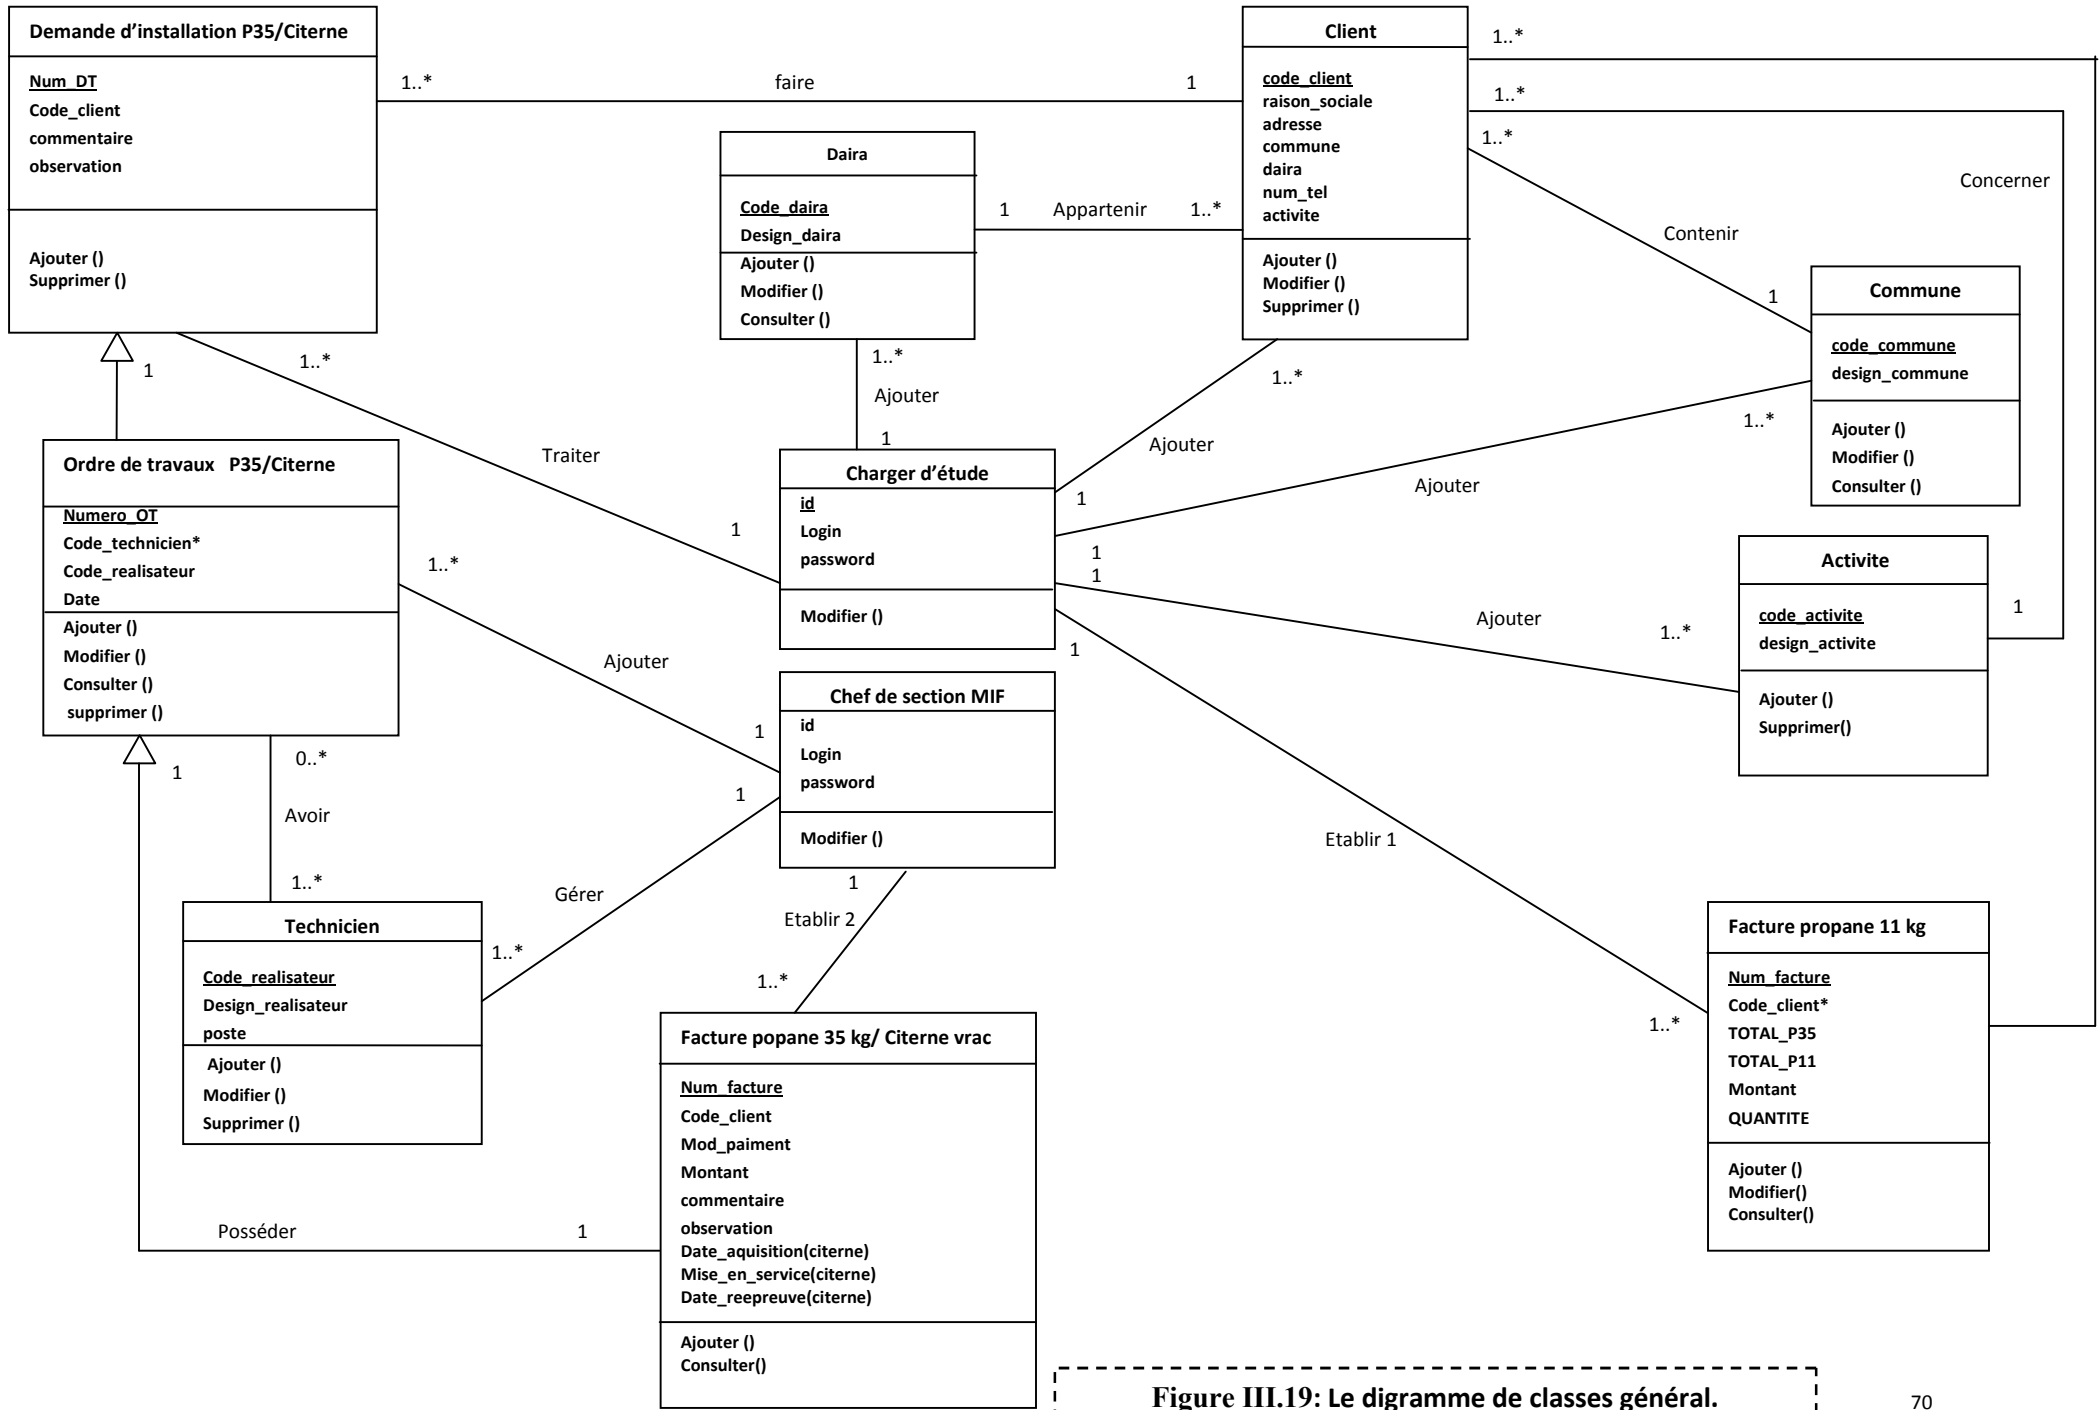 Demande d'installation P35/Citerne
Num_DT
Code_client
commentaire
observation
Ajouter ()
Supprimer ()
1..*
faire
1
Client
code_client
raison_sociale
adresse
commune
daira
num_tel
activite
Ajouter ()
Modifier ()
Supprimer ()
1..*
1..*
1..*
Concerner
Contenir
1
Daira
Code_daira
Design_daira
Ajouter ()
Modifier ()
Consulter ()
1
Appartenir
1..*
Commune
code_commune
design_commune
Ajouter ()
Modifier ()
Consulter ()
1
1..*
1..*
Ajouter
1
1..*
Ajouter
1
1..*
Ajouter
1
Traiter
1
Ordre de travaux P35/Citerne
Numero_OT
Code_technicien*
Code_realisateur
Date
Ajouter ()
Modifier ()
Consulter ()
supprimer ()
Charger d'étude
id
Login
password
Modifier ()
1
Ajouter
1..*
1
Activite
code_activite
design_activite
Ajouter ()
Supprimer()
1
1..*
Ajouter
1
Chef de section MIF
id
Login
password
Modifier ()
1
0..*
Avoir
1..*
1
Gérer
1..*
1
Etablir 2
1..*
Etablir 1
1..*
Technicien
Code_realisateur
Design_realisateur
poste
Ajouter ()
Modifier ()
Supprimer ()
Facture popane 35 kg/ Citerne vrac
Num_facture
Code_client
Mod_paiment
Montant
commentaire
observation
Date_aquisition(citerne)
Mise_en_service(citerne)
Date_reepreuve(citerne)
Ajouter ()
Consulter()
Posséder
1
Facture propane 11 kg
Num_facture
Code_client*
TOTAL_P35
TOTAL_P11
Montant
QUANTITE
Ajouter ()
Modifier()
Consulter()
Figure III.19: Le digramme de classes général.
70